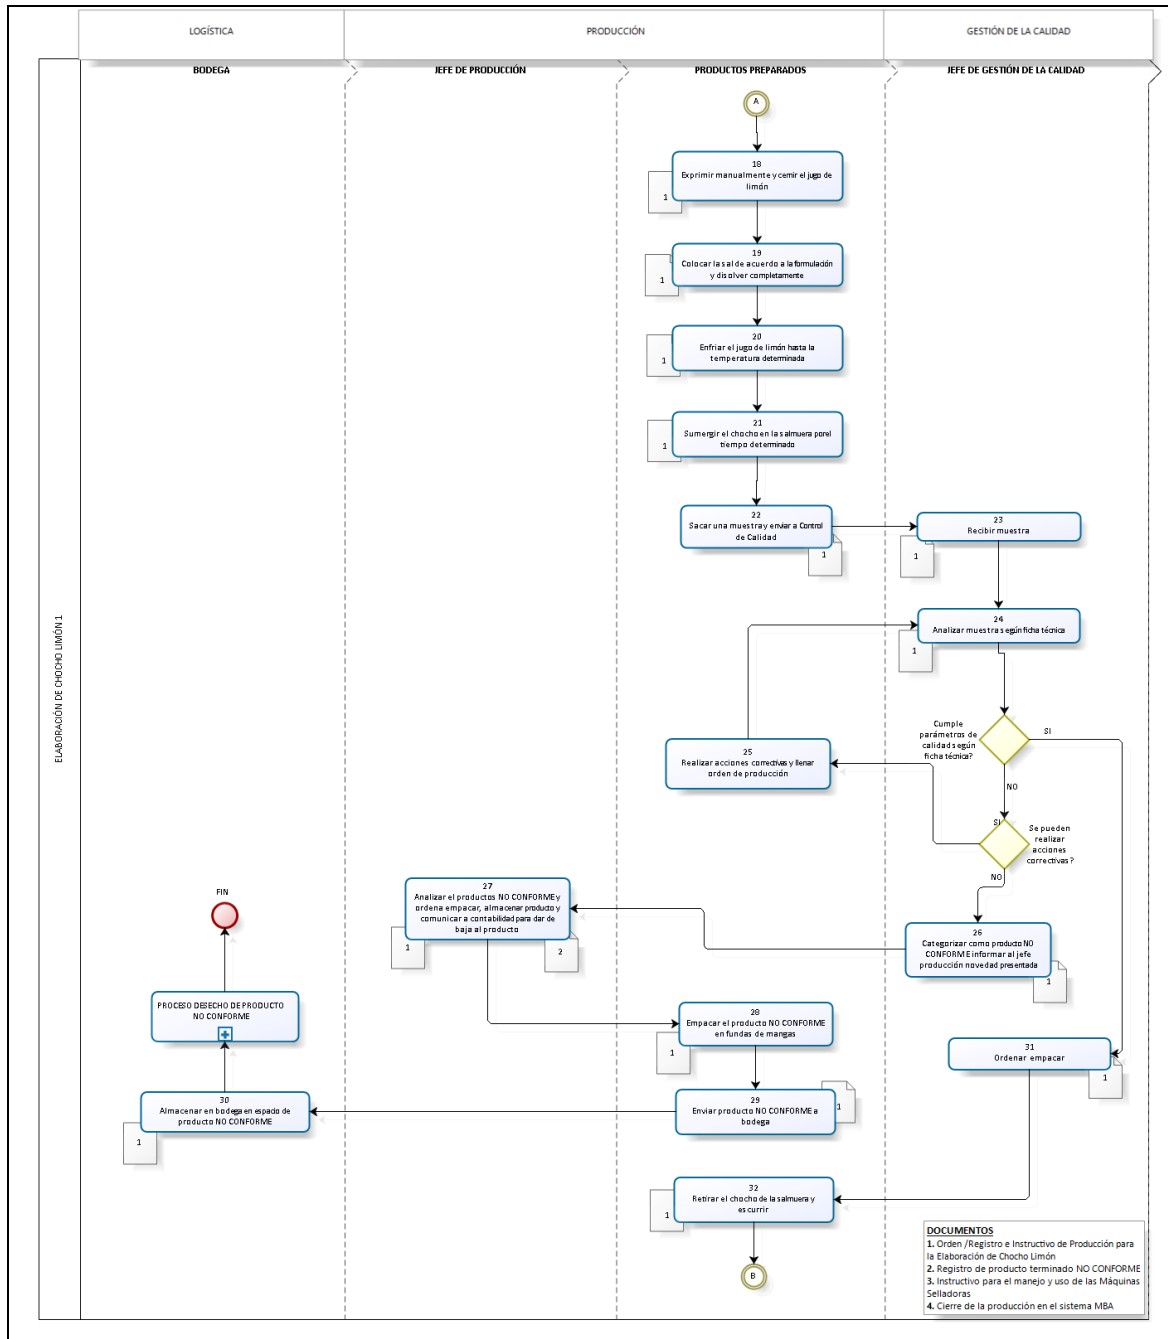 LOGÍSTICA
PRODUCCIÓN
GESTIÓN DE LA CALIDAD
BODEGA
JEFE DE PRODUCCIÓN
PRODUCTOS PREPARADOS
JEFE DE GESTIÓN DE LA CALIDAD
ELABORACIÓN DE CHOCHO LIMÓN 1
A
18
Exprimir manualmente y cernir el jugo de
limón
1
19
Colocar la sal de acuerdo a la formulación
y disolver completamente
1
20
Enfriar el jugo de limón hasta la
temperatura determinada
1
21
Sumergir el chocho en la salmuera por el
tiempo determinado
1
22
Sacar una muestra y enviar a Control
de Calidad
1
23
Recibir muestra
1
24
Analizar muestra según ficha técnica
1
Cumple
parámetros de
calidad según
ficha técnica?
SI
NO
25
Realizar acciones correctivas y llenar
orden de producción
SI
Se pueden
realizar
acciones
correctivas?
NO
26
Categorizar como producto NO
CONFORME informar al jefe
producción novedad presentada
1
27
Analizar el productos NO CONFORME y
ordena empacar, almacenar producto y
comunicar a contabilidad para dar de
baja al producto
1
2
FIN
PROCESO DESECHO DE PRODUCTO
NO CONFORME
28
Empacar el producto NO CONFORME
en fundas de mangas
1
29
Enviar producto NO CONFORME a
bodega
1
30
Almacenar en bodega en espacio de
producto NO CONFORME
1
31
Ordenar empacar
1
32
Retirar el chocho de la salmuera y
escurrir
1
B
DOCUMENTOS
1. Orden /Registro e Instructivo de Producción para
la Elaboración de Chocho Limón
2. Registro de producto terminado NO CONFORME
3. Instructivo para el manejo y uso de las Máquinas
Selladoras
4. Cierre de la producción en el sistema MBA